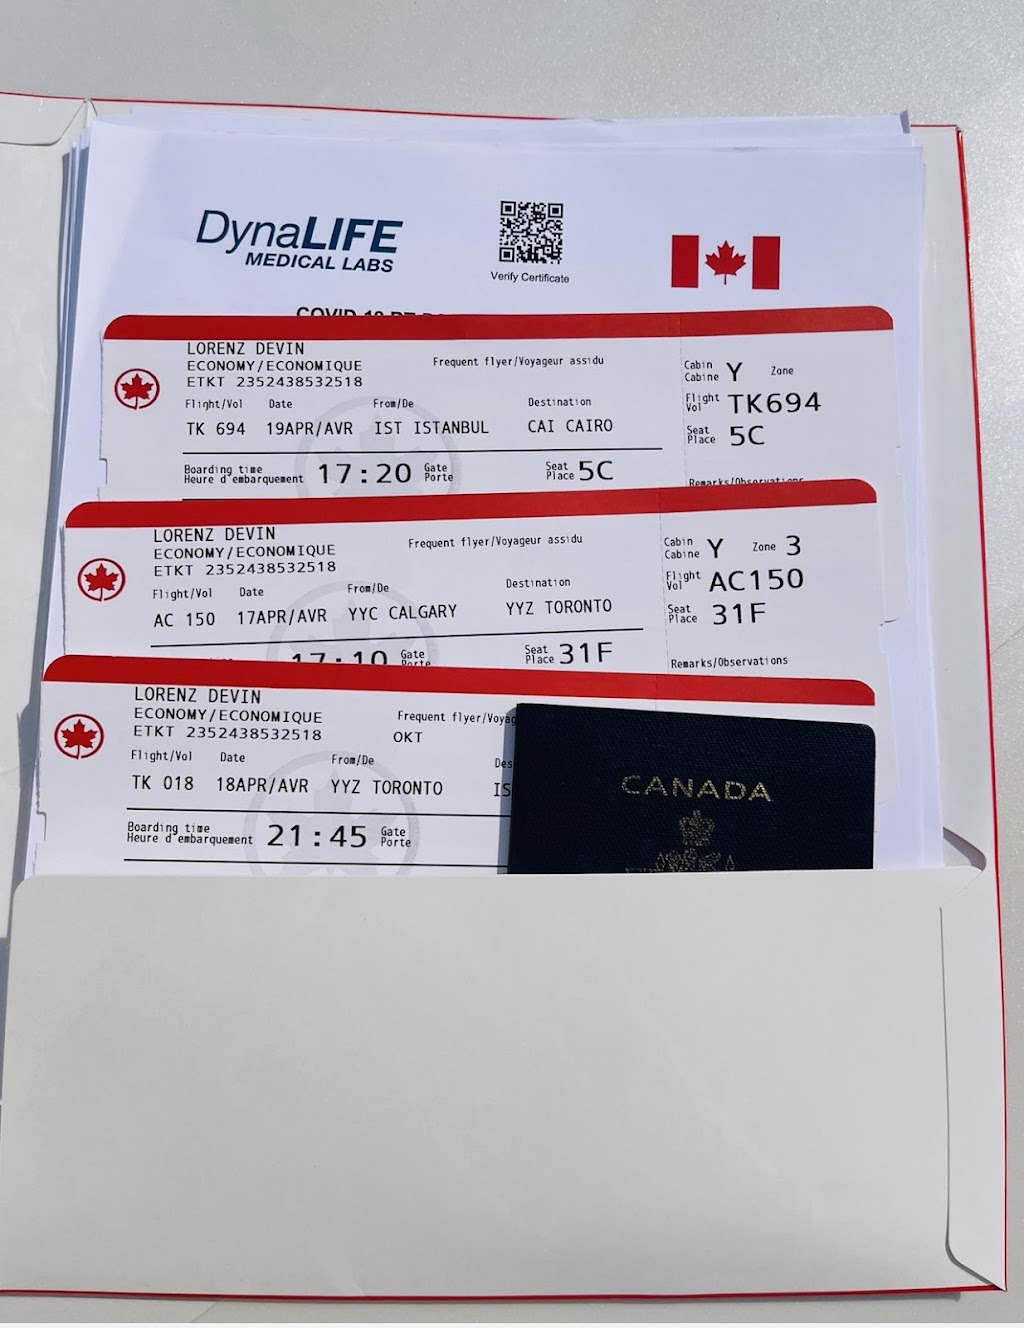 DynaLIFE
MEDICAL LABS
Verify Certificate
LORENZ DEVIN
ECONOMY/ECONOMIQUE
ETKT 2352438532518
Frequent flyer/Voyageur assidu
Flight/Vol Date From/De Destination
TK 694 19APR/AVR IST ISTANBUL CAI CAIRO
Boarding time
Heure d'embarquement 17:20 Gate
Porte
Seat
Place 5C
Cabin
Cabine Y Zone
Flight
Vol TK694
Seat
Place 5C
Remarks/Observations
LORENZ DEVIN
ECONOMY/ECONOMIQUE
ETKT 2352438532518
Frequent flyer/Voyageur assidu
Flight/Vol Date From/De Destination
AC 150 17APR/AVR YYC CALGARY YYZ TORONTO
17:10 Gate
Porte
Seat
Place 31F
Cabin
Cabine Y Zone 3
Flight
Vol AC150
Seat
Place 31F
Remarks/Observations
LORENZ DEVIN
ECONOMY/ECONOMIQUE
ETKT 2352438532518
Frequent flyer/Voyag
OKT
Flight/Vol Date From/De Des
TK 018 18APR/AVR YYZ TORONTO IS
Boarding time
Heure d'embarquement 21:45 Gate
Porte
CANADA